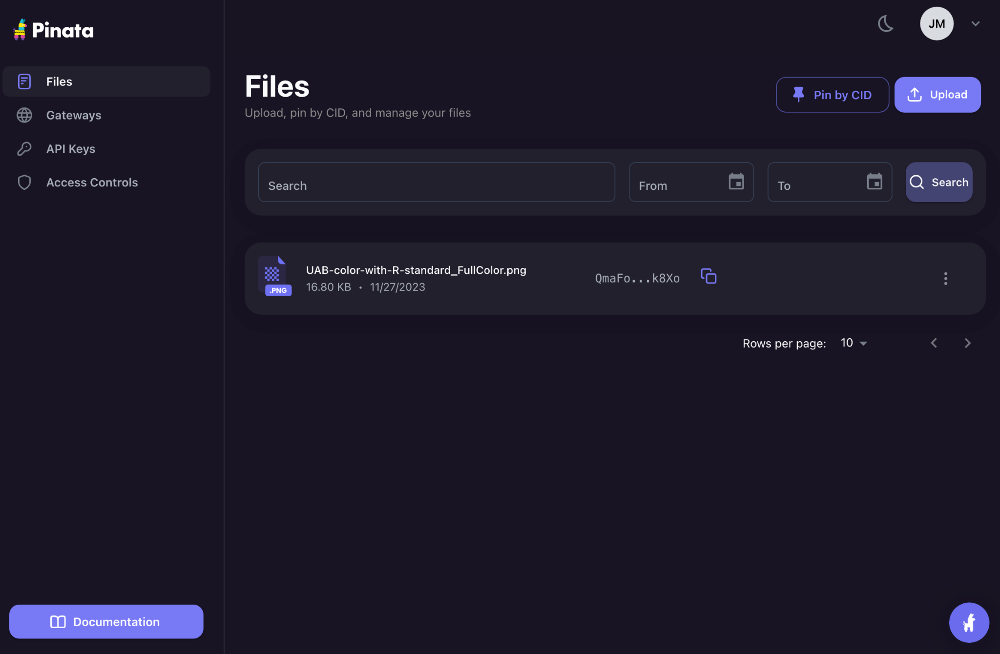 Pinata
JM
Files
Gateways
API Keys
Access Controls
Files
Upload, pin by CID, and manage your files
Pin by CID
Upload
Search
From
To
Search
.PNG
UAB-color-with-R-standard_FullColor.png
16.80 KB • 11/27/2023
QmaFo...k8Xo
Rows per page: 10
Documentation